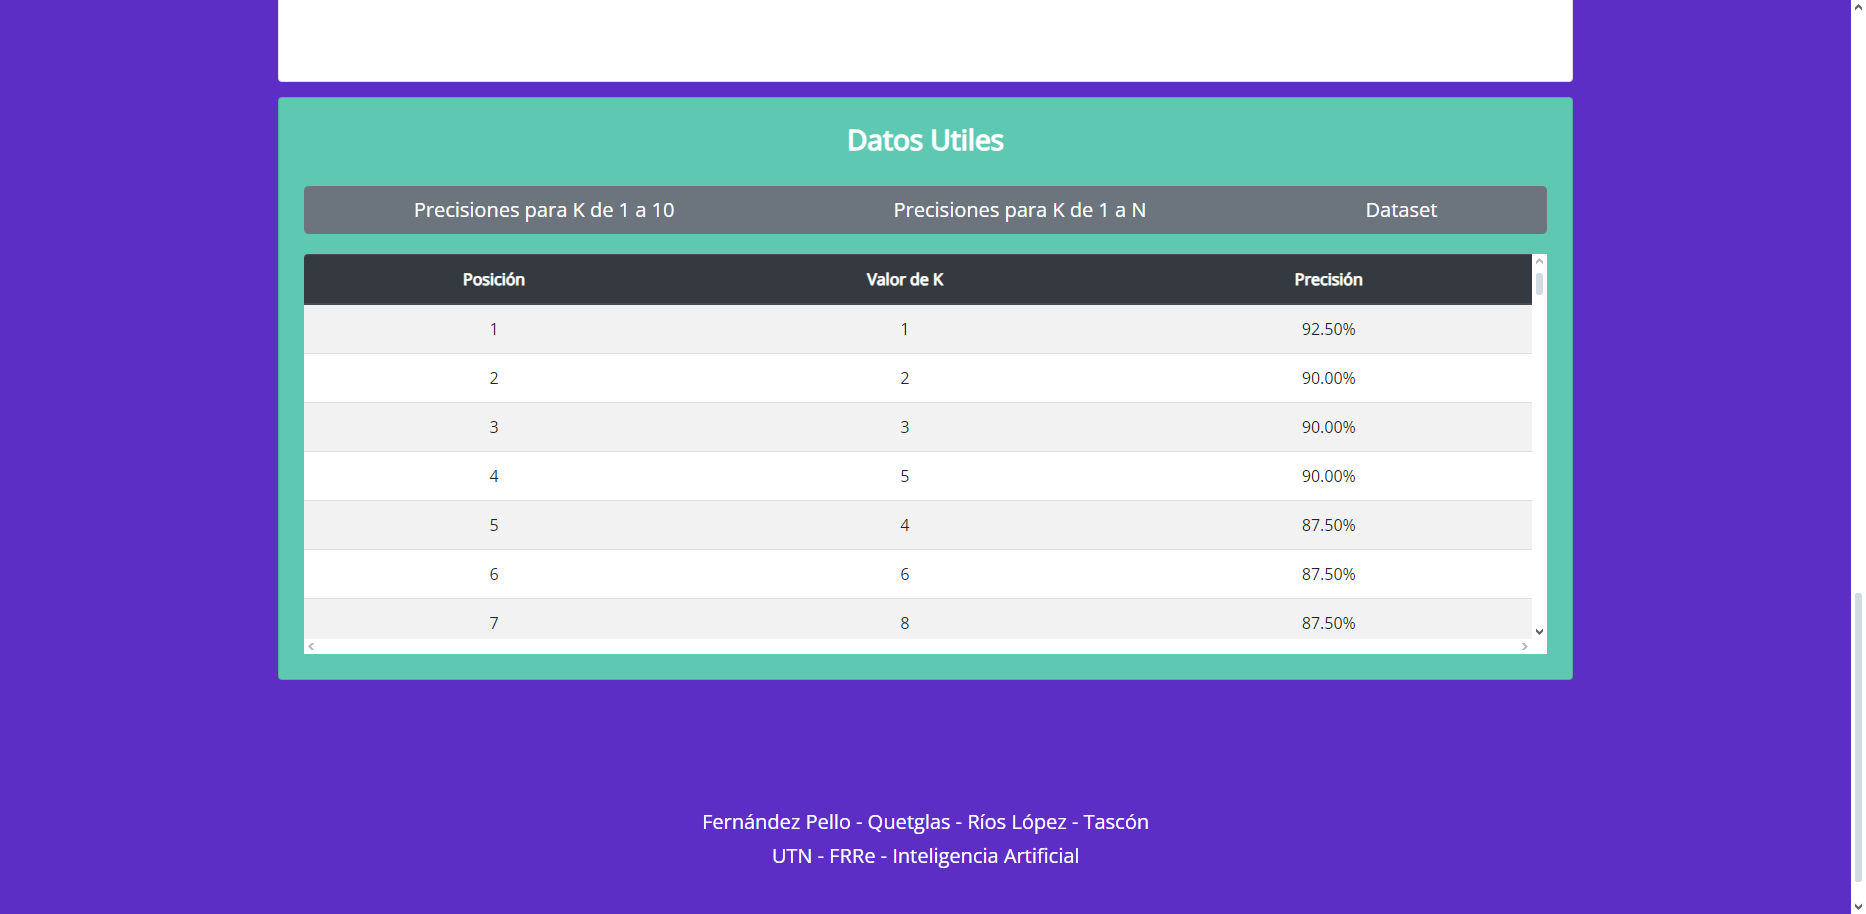 Datos Utiles
Precisiones para K de 1 a 10 Precisiones para K de 1 a N Dataset
Posición Valor de K Precisión
1 1 92.50%
2 2 90.00%
3 3 90.00%
4 5 90.00%
5 4 87.50%
6 6 87.50%
7 8 87.50%
Fernández Pello - Quetglas - Ríos López - Tascón
UTN - FRRe - Inteligencia Artificial